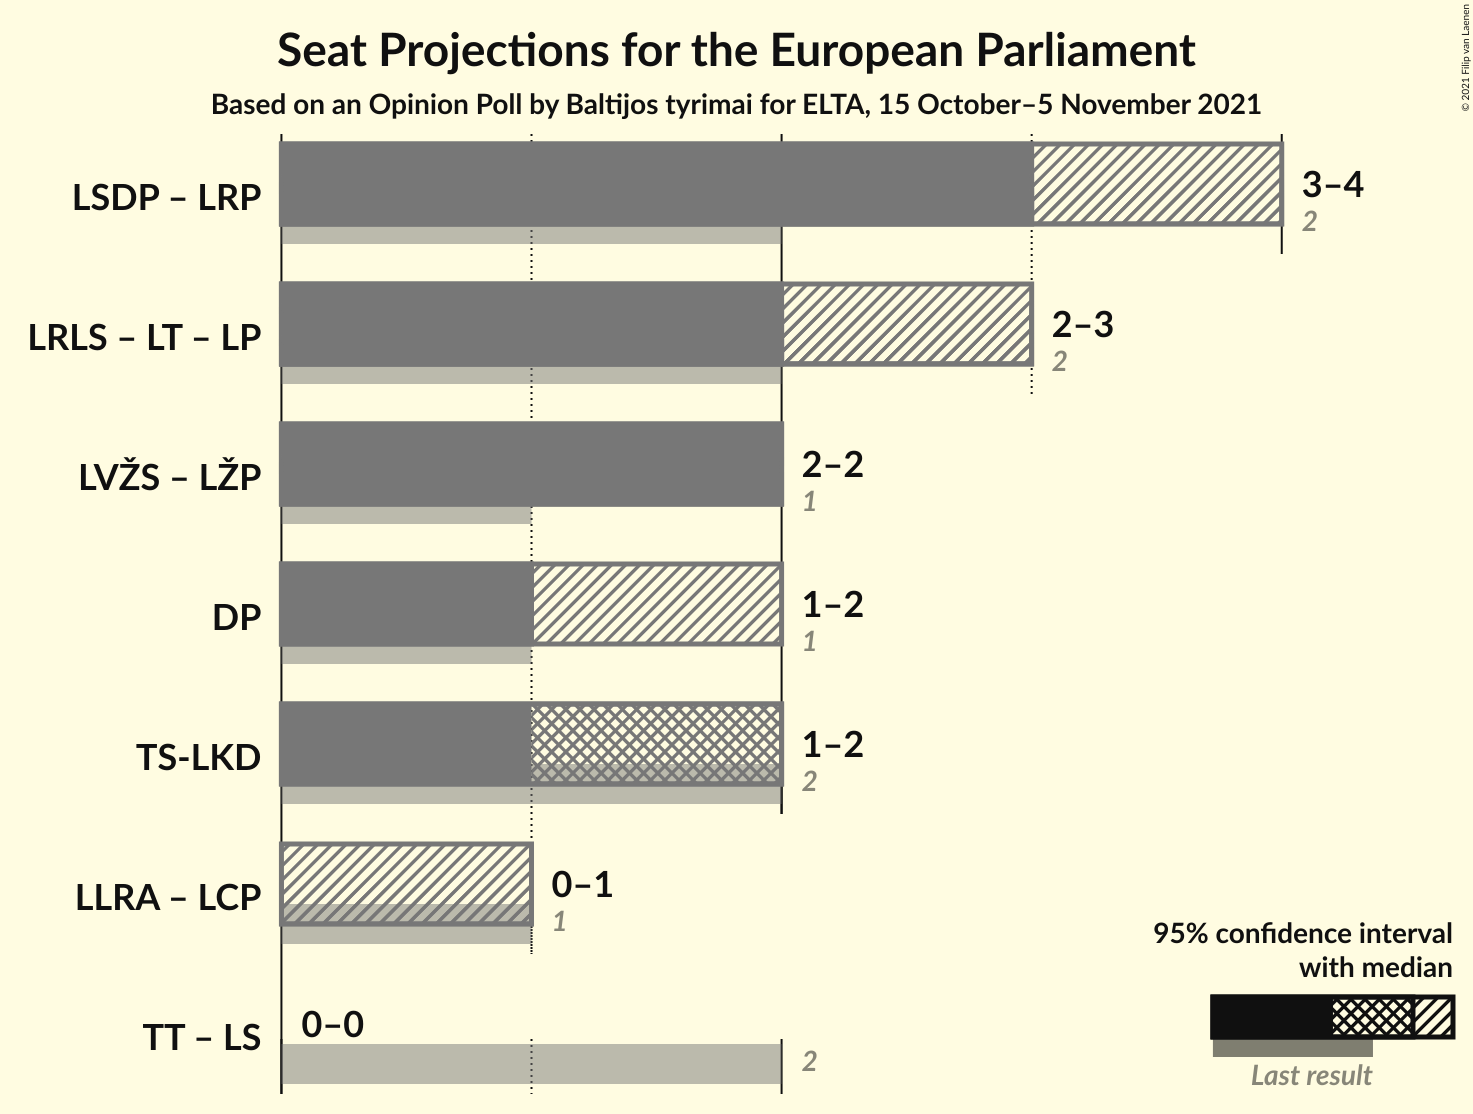 Seat Projections for the European Parliament
Based on an Opinion Poll by Baltijos tyrimai for ELTA, 15 October–5 November 2021
© 2021 Filip van Laenen
LSDP – LRP
3–4
2
LRLS – LT – LP
2–3
2
LVŽS – LŽP
2–2
1
DP
1–2
1
TS-LKD
1–2
2
LLRA – LCP
0–1
1
TT – LS
0–0
2
95% confidence interval
with median
Last result